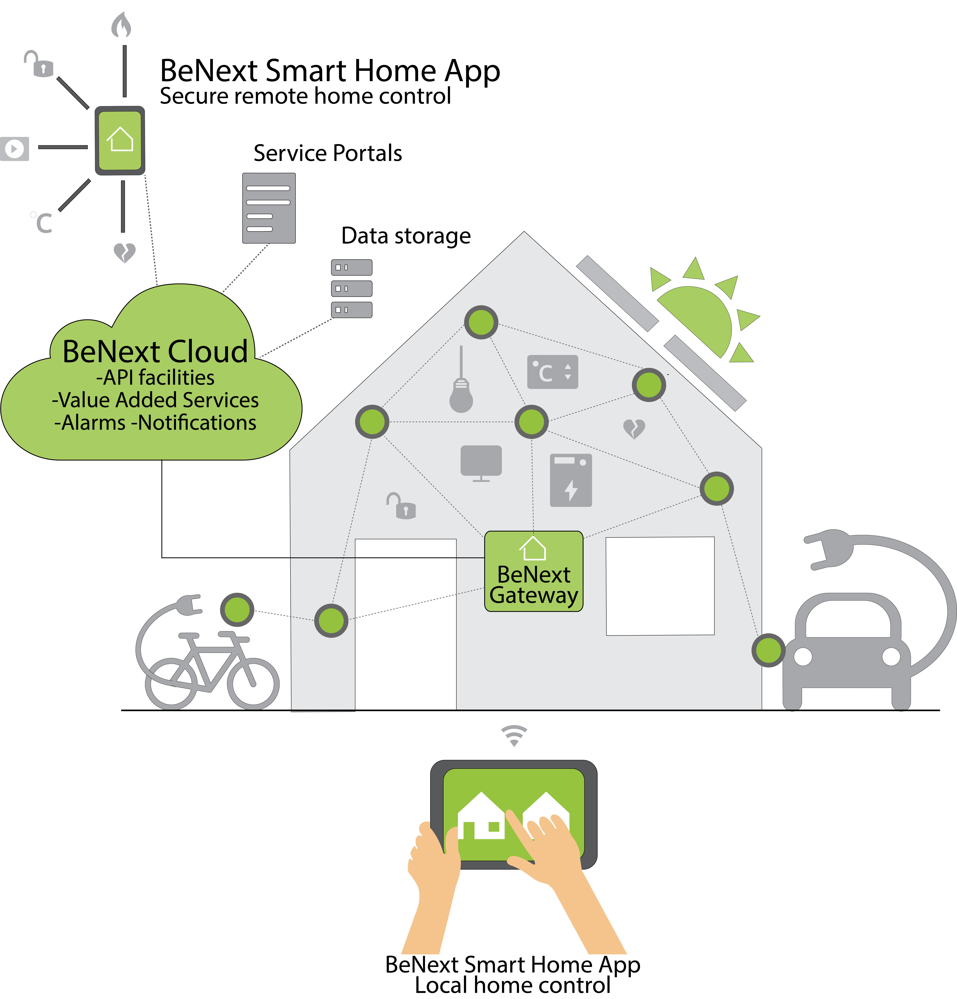 BeNext Smart Home App
Secure remote home control
Service Portals
Data storage
°C
BeNext Cloud
-API facilities
-Value Added Services
-Alarms -Notifications
°C
BeNext
Gateway
BeNext Smart Home App
Local home control